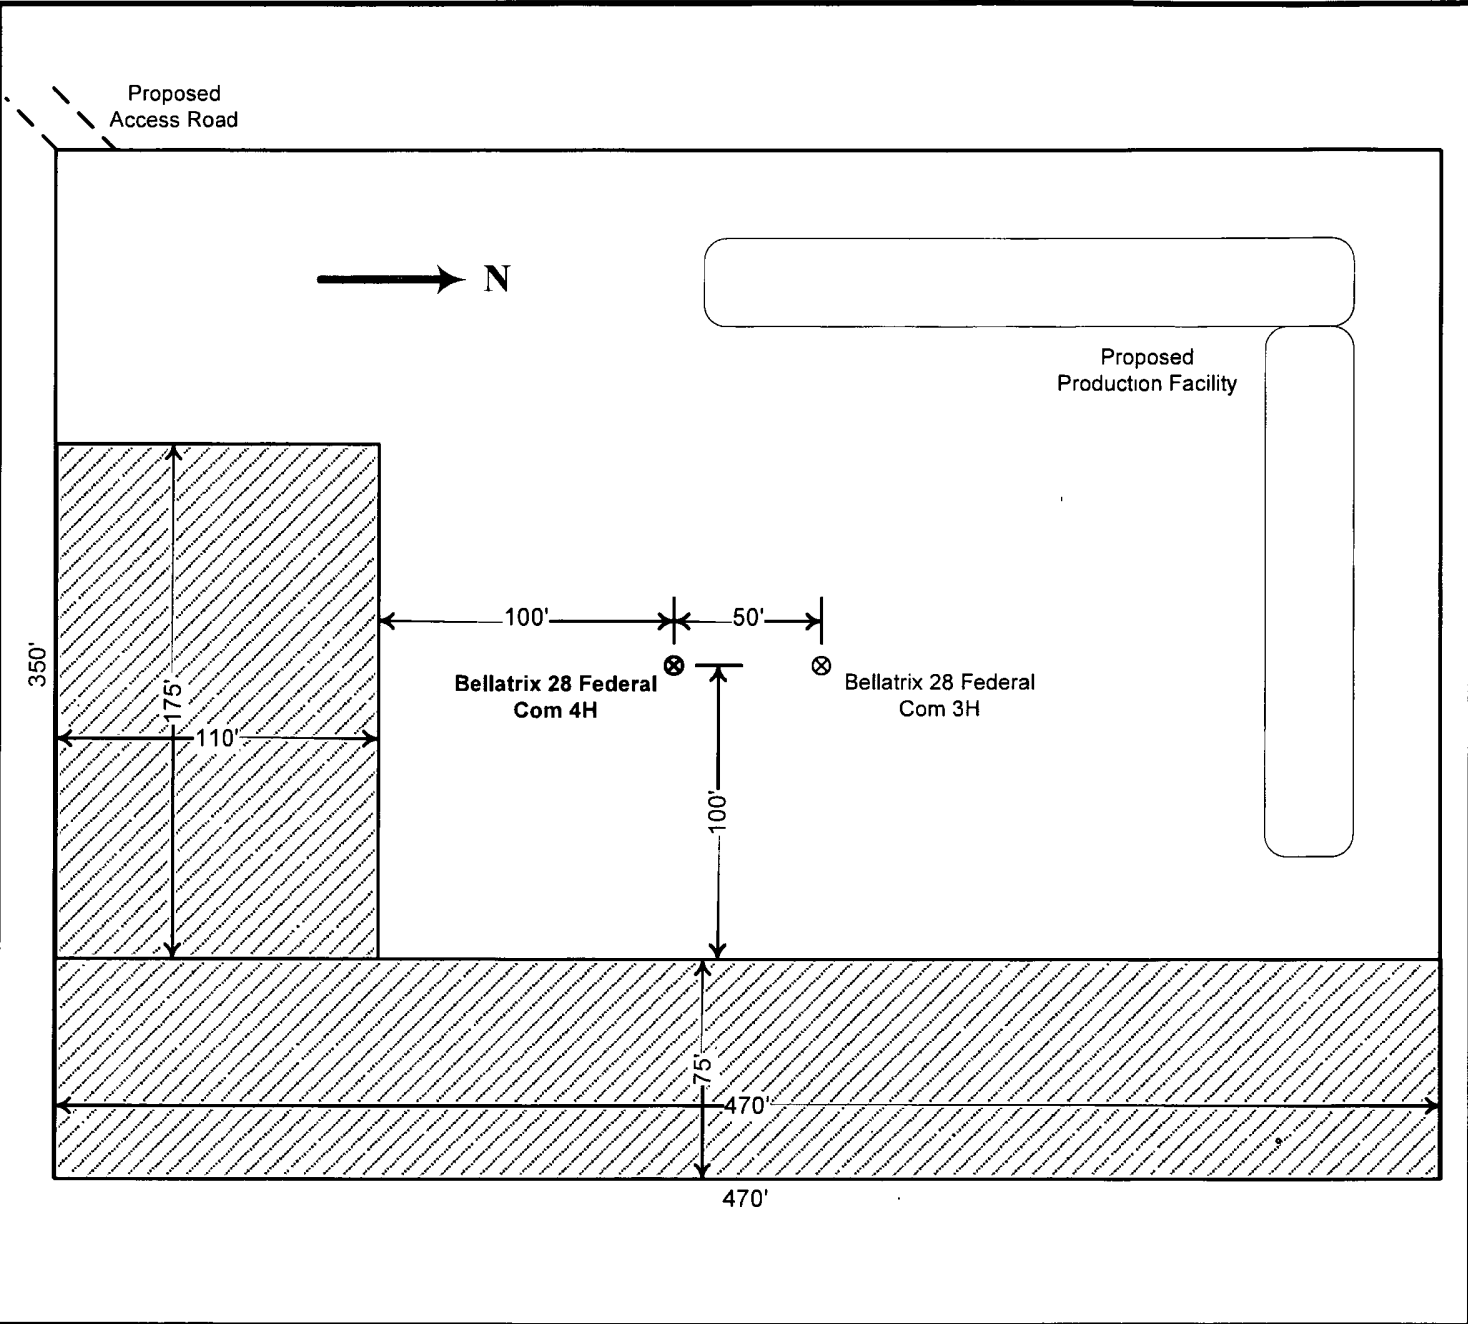 Proposed
Access Road
N
Proposed
Production Facility
100'
50'
350'
175'
Bellatrix 28 Federal
Com 4H
Bellatrix 28 Federal
Com 3H
110'
100'
75'
470'
470'